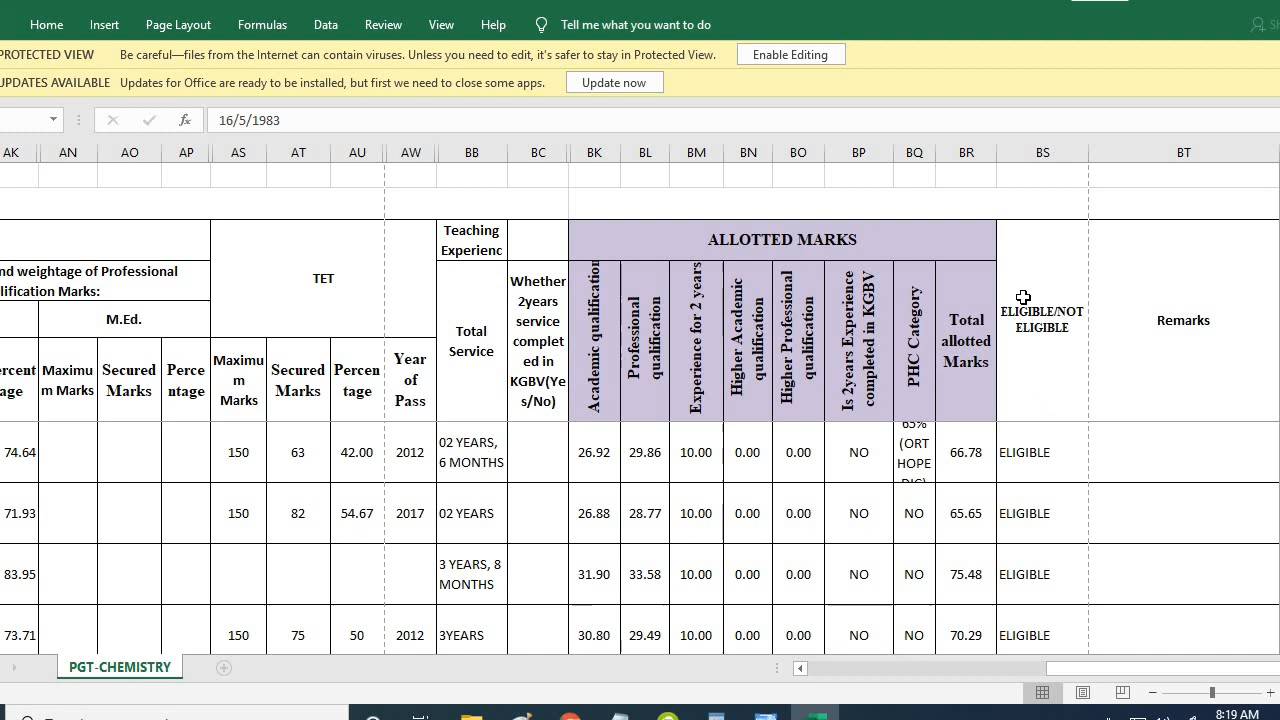 Home Insert Page Layout Formulas Data Review View Help Tell me what you want to do
PROTECTED VIEW Be careful—files from the Internet can contain viruses. Unless you need to edit, it's safer to stay in Protected View. Enable Editing
UPDATES AVAILABLE Updates for Office are ready to be installed, but first we need to close some apps. Update now
fx 16/5/1983
AK AN AO AP AS AT AU AW BB BC BK BL BM BN BO BP BQ BR BS BT
Teaching
Experienc
ALLOTTED MARKS
nd weightage of Professional
lification Marks:
TET
M.Ed.
ercent
age
Maximu
m Marks
Secured
Marks
Perce
ntage
Maximu
m
Marks
Secured
Marks
Percen
tage
Year
of
Pass
Total
Service
Whether
2years
service
complet
ed in
KGBV(Ye
s/No)
Academic qualification
Professional
qualification
Experience for 2 years
Higher Academic
qualification
Higher Professional
qualification
Is 2years Experience
completed in KGBV
PHC Category
Total
allotted
Marks
ELIGIBLE/NOT
ELIGIBLE
Remarks
74.64 150 63 42.00 2012 02 YEARS,
6 MONTHS 26.92 29.86 10.00 0.00 0.00 NO 65%
(ORT
HOPE
DIC) 66.78 ELIGIBLE
71.93 150 82 54.67 2017 02 YEARS 26.88 28.77 10.00 0.00 0.00 NO NO 65.65 ELIGIBLE
83.95 3 YEARS, 8
MONTHS 31.90 33.58 10.00 0.00 0.00 NO NO 75.48 ELIGIBLE
73.71 150 75 50 2012 3YEARS 30.80 29.49 10.00 0.00 0.00 NO NO 70.29 ELIGIBLE
PGT-CHEMISTRY
8:19 AM